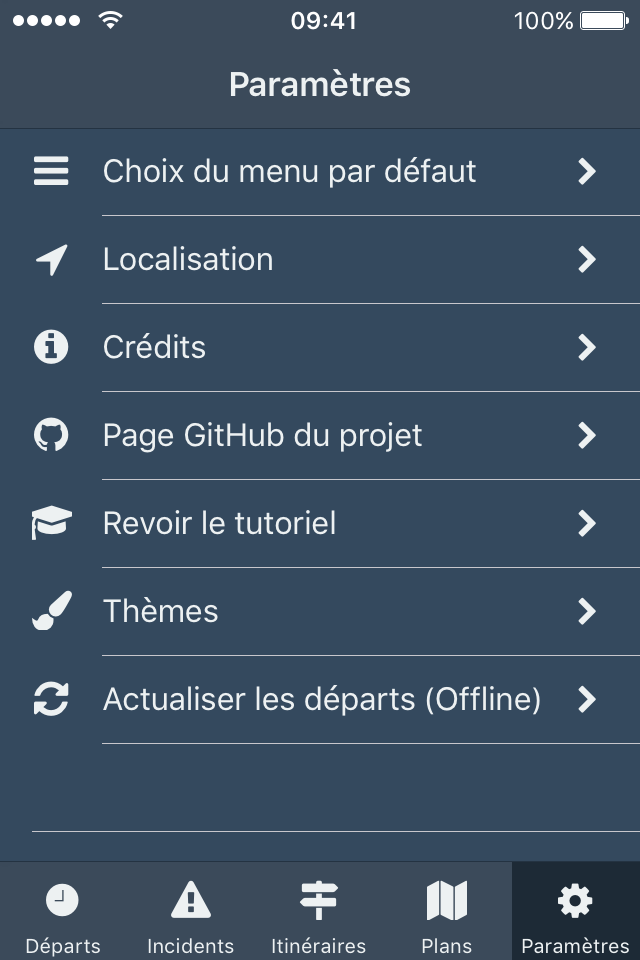 09:41
100%
Paramètres
Choix du menu par défaut
Localisation
Crédits
Page GitHub du projet
Revoir le tutoriel
Thèmes
Actualiser les départs (Offline)
Départs
Incidents
Itinéraires
Plans
Paramètres